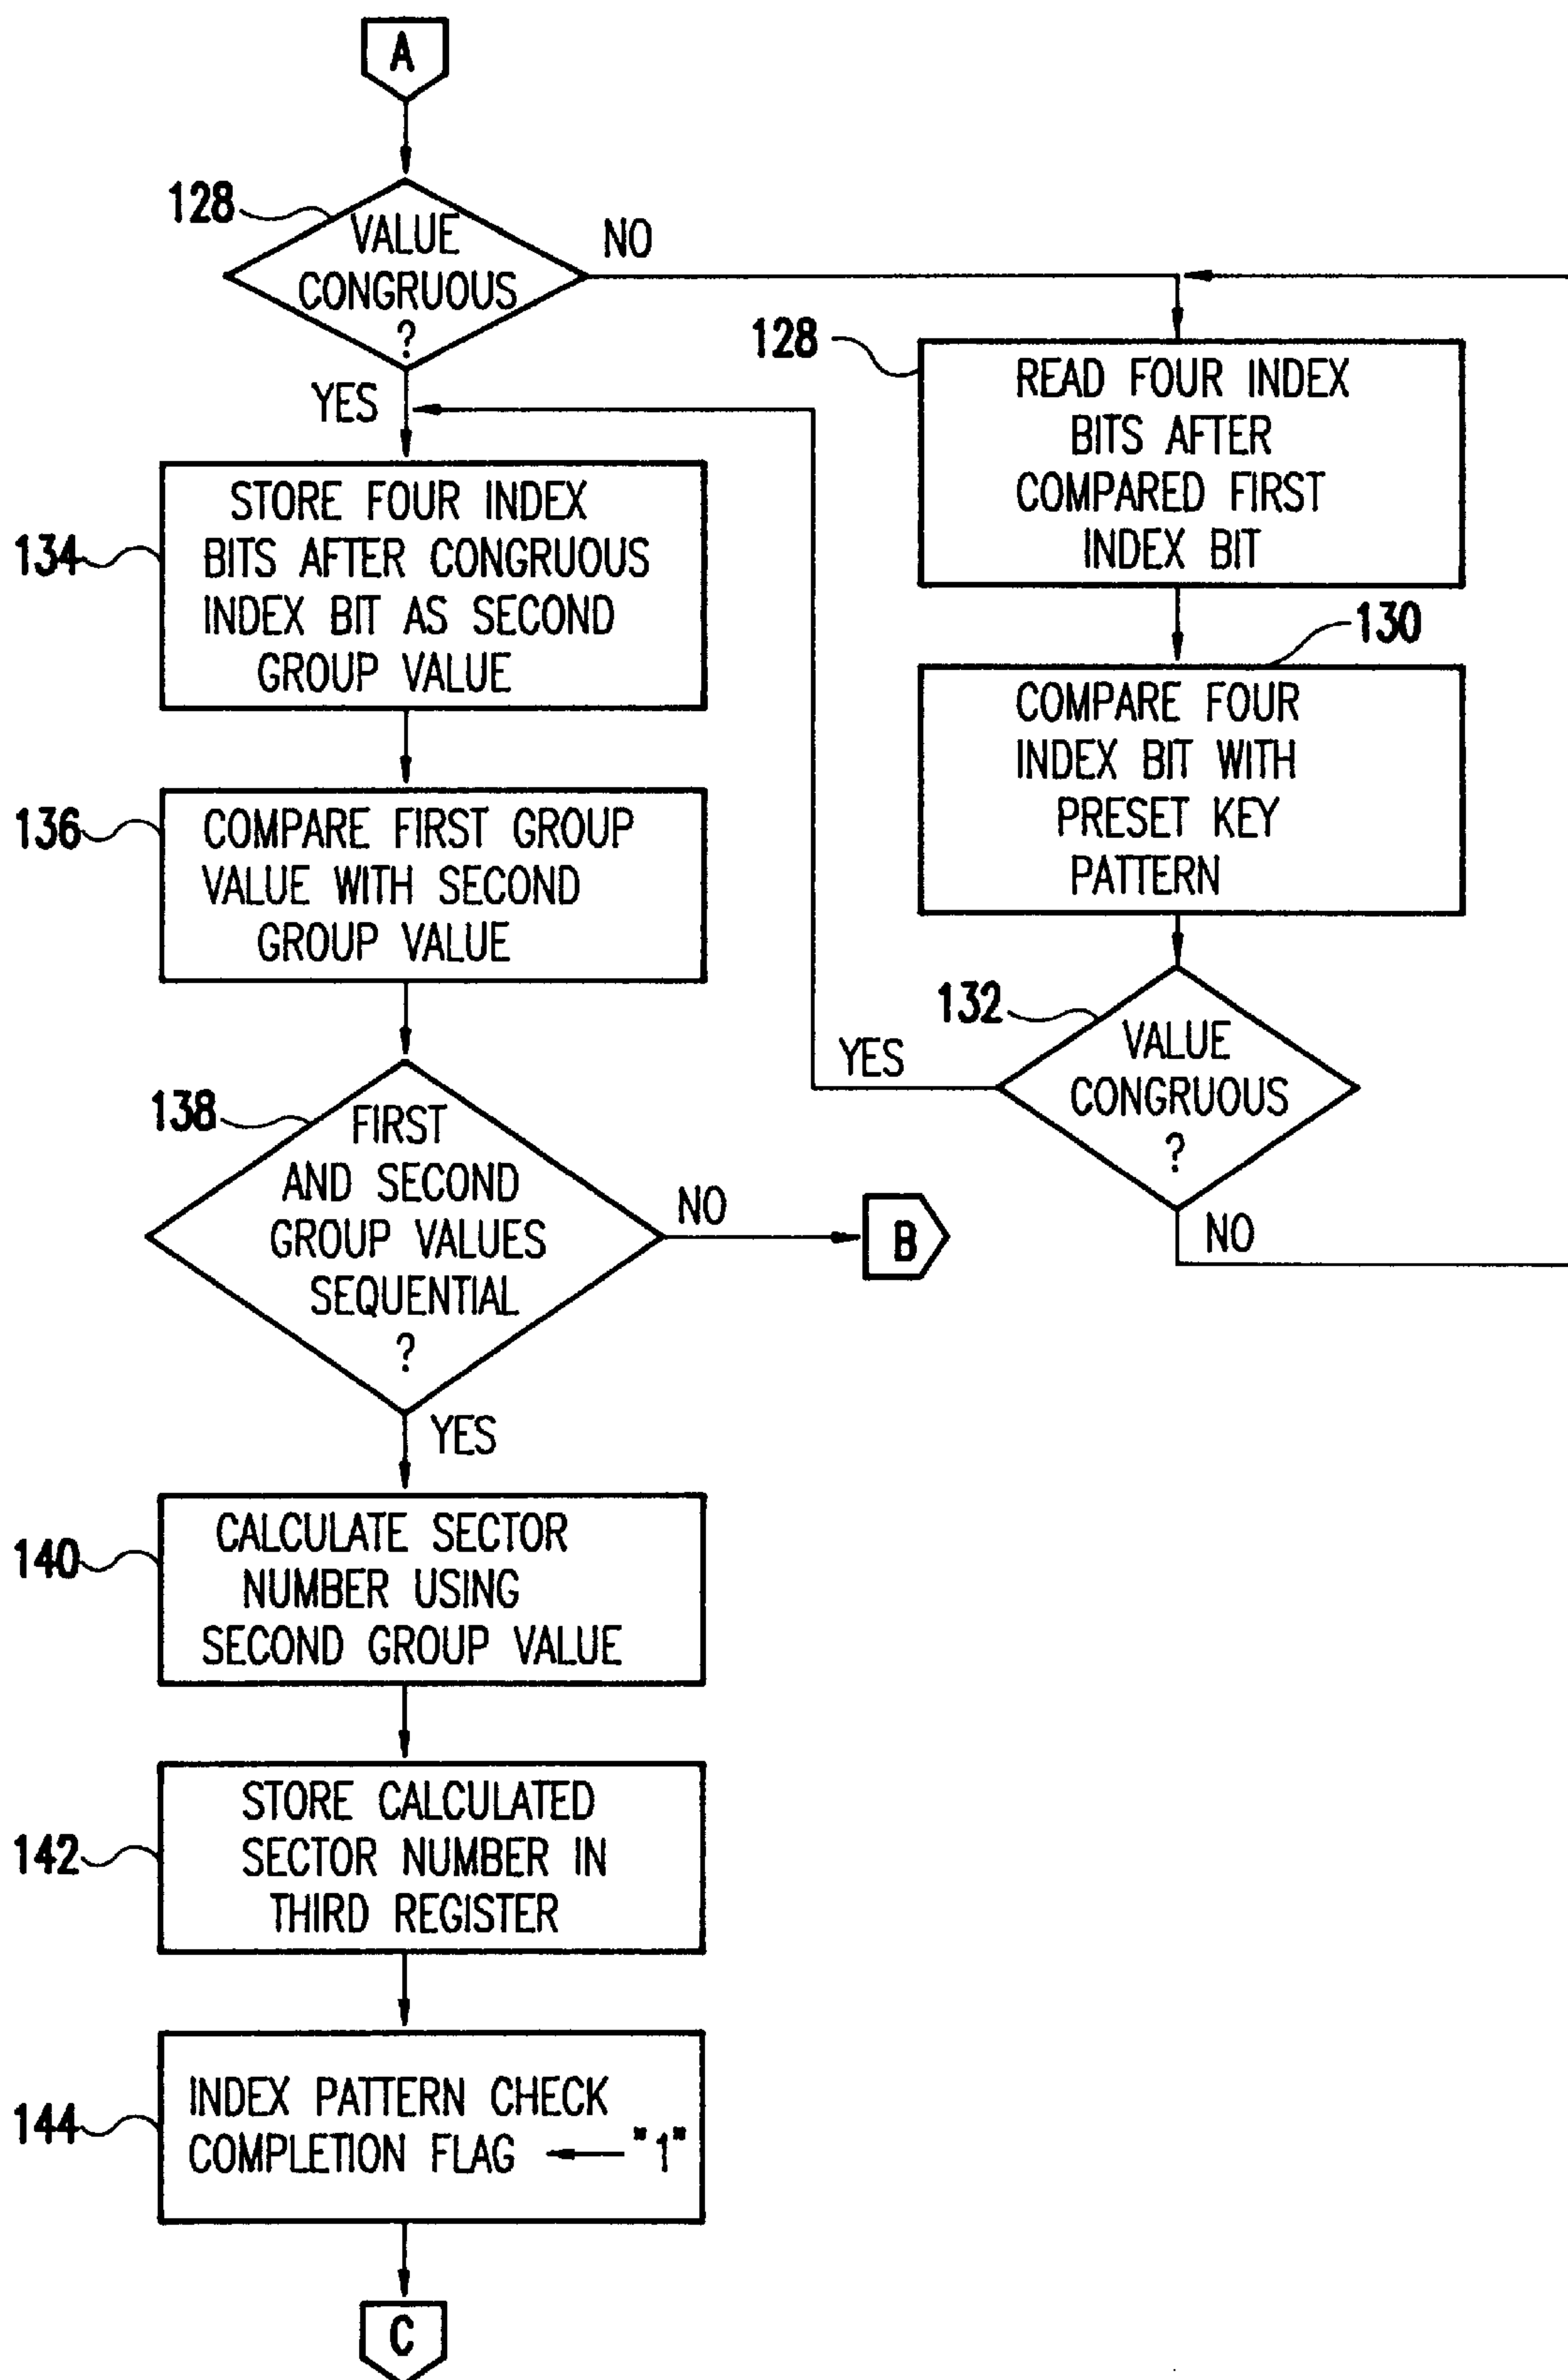 A
128
VALUE
CONGRUOUS
?
NO
YES
128
READ FOUR INDEX
BITS AFTER
COMPARED FIRST
INDEX BIT
134
STORE FOUR INDEX
BITS AFTER CONGRUOUS
INDEX BIT AS SECOND
GROUP VALUE
130
COMPARE FOUR
INDEX BIT WITH
PRESET KEY
PATTERN
136
COMPARE FIRST GROUP
VALUE WITH SECOND
GROUP VALUE
132
VALUE
CONGRUOUS
?
YES
NO
138
FIRST
AND SECOND
GROUP VALUES
SEQUENTIAL
?
NO
B
YES
140
CALCULATE SECTOR
NUMBER USING
SECOND GROUP VALUE
142
STORE CALCULATED
SECTOR NUMBER IN
THIRD REGISTER
144
INDEX PATTERN CHECK
COMPLETION FLAG ← "1"
C